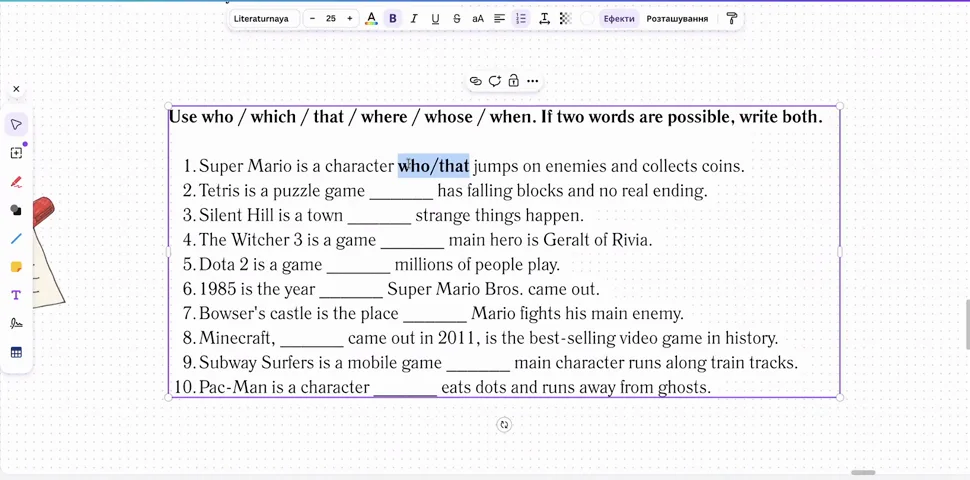 Literaturnaya − 25 + A B I U S aA Ефекти Розташування
Use who / which / that / where / whose / when. If two words are possible, write both.
1. Super Mario is a character who/that jumps on enemies and collects coins.
2. Tetris is a puzzle game _______ has falling blocks and no real ending.
3. Silent Hill is a town _______ strange things happen.
4. The Witcher 3 is a game _______ main hero is Geralt of Rivia.
5. Dota 2 is a game _______ millions of people play.
6. 1985 is the year _______ Super Mario Bros. came out.
7. Bowser's castle is the place _______ Mario fights his main enemy.
8. Minecraft, _______ came out in 2011, is the best-selling video game in history.
9. Subway Surfers is a mobile game _______ main character runs along train tracks.
10. Pac-Man is a character _______ eats dots and runs away from ghosts.